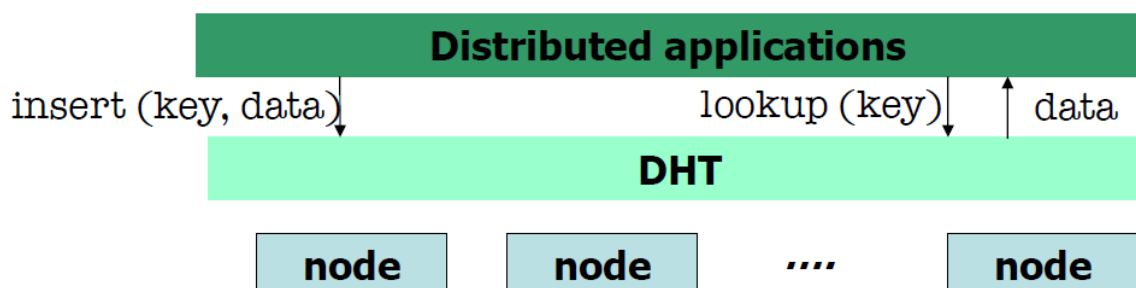 Distributed applications
insert (key, data) lookup (key) data
DHT
node node .... node